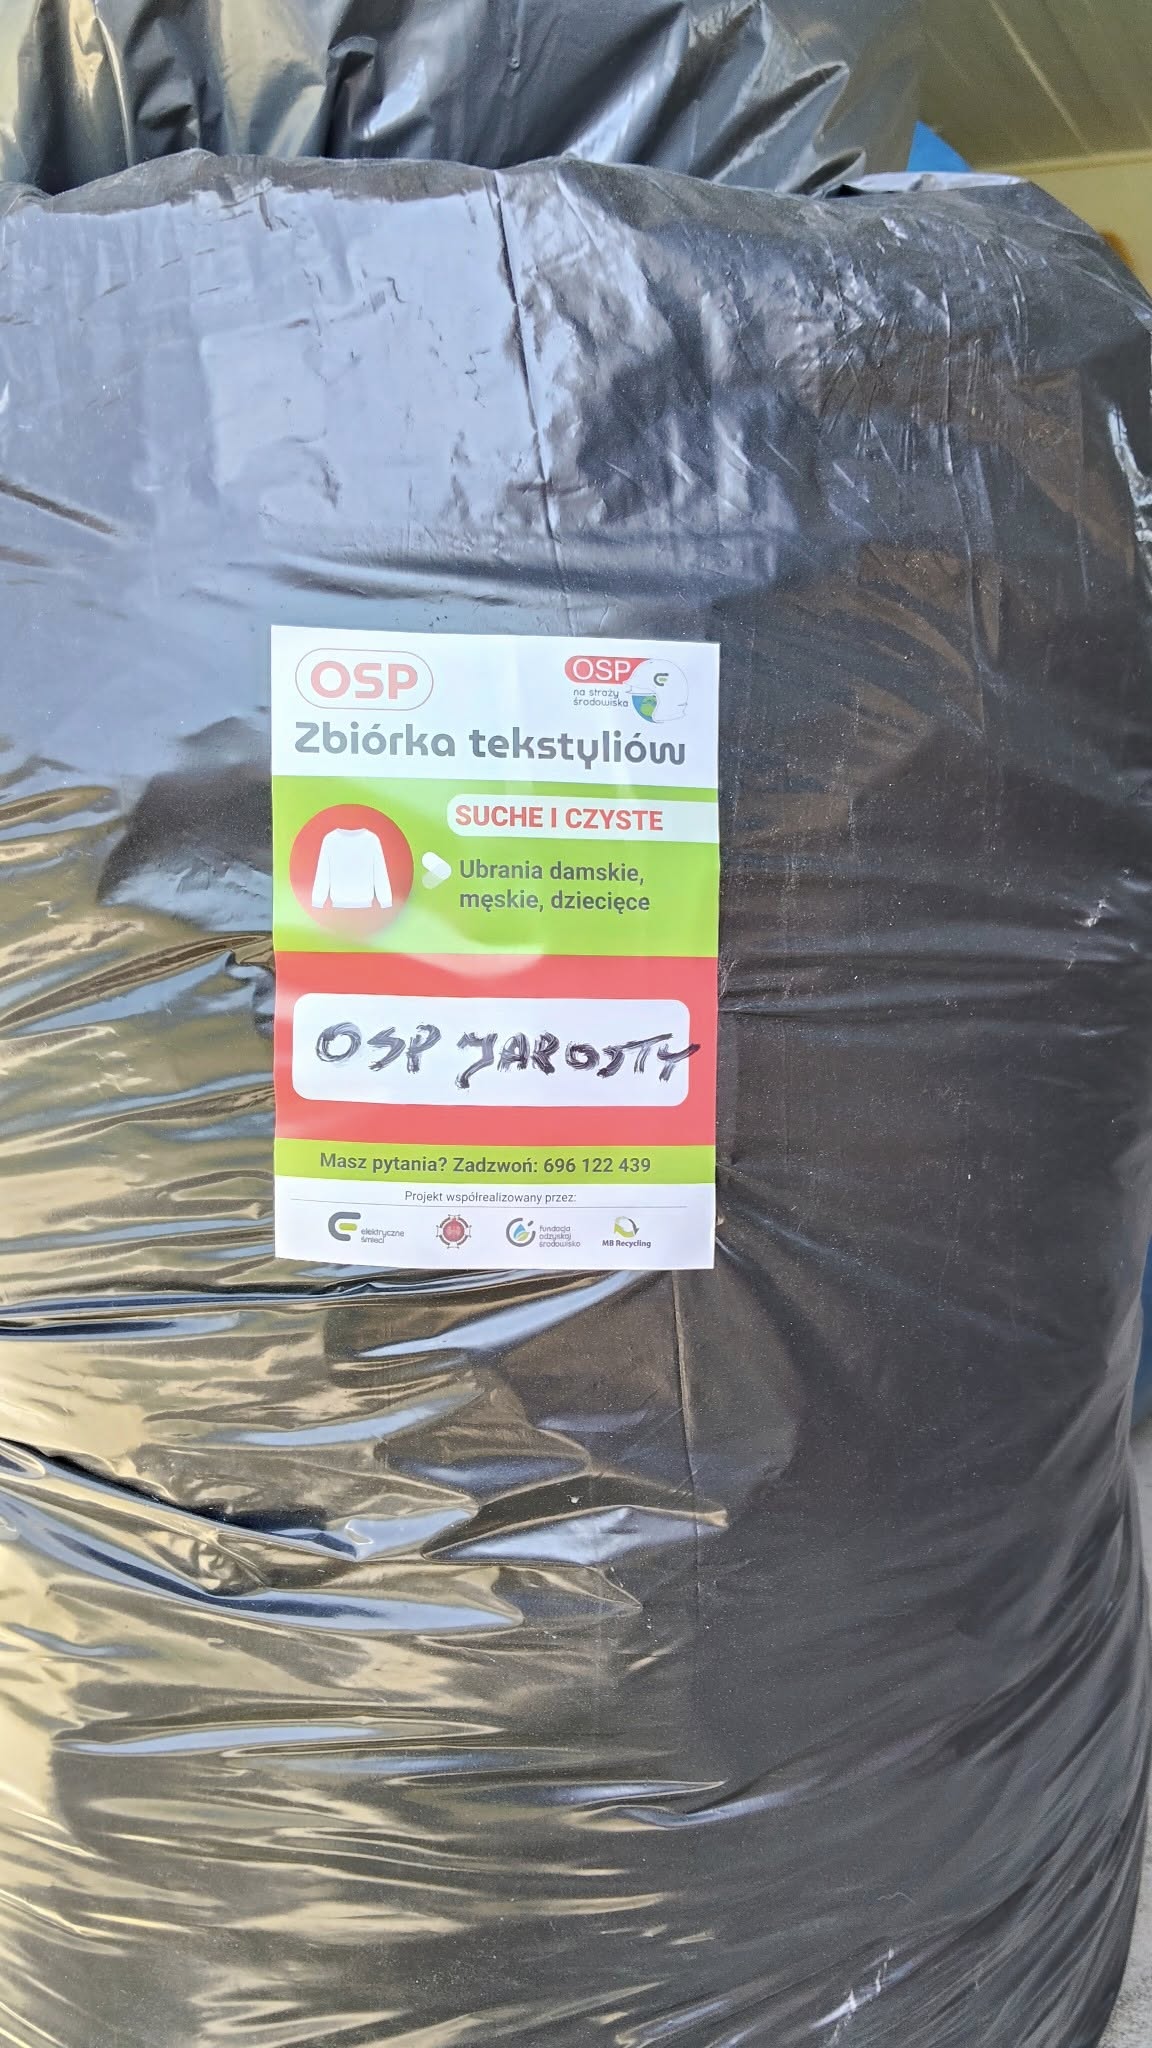 OSP
OSP
na straży
środowiska
Zbiórka tekstyliów
SUCHE I CZYSTE
Ubrania damskie,
męskie, dziecięce
OSP JAROSTY
Masz pytania? Zadzwoń: 696 122 439
Projekt współrealizowany przez:
elektryczne
śmieci
fundacja
odzyskaj
środowisko
MB Recycling